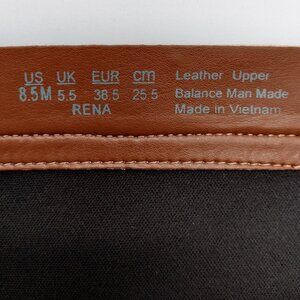 US UK EUR cm Leather Upper
8.5M 5.5 38.5 25.5 Balance Man Made
RENA Made in Vietnam